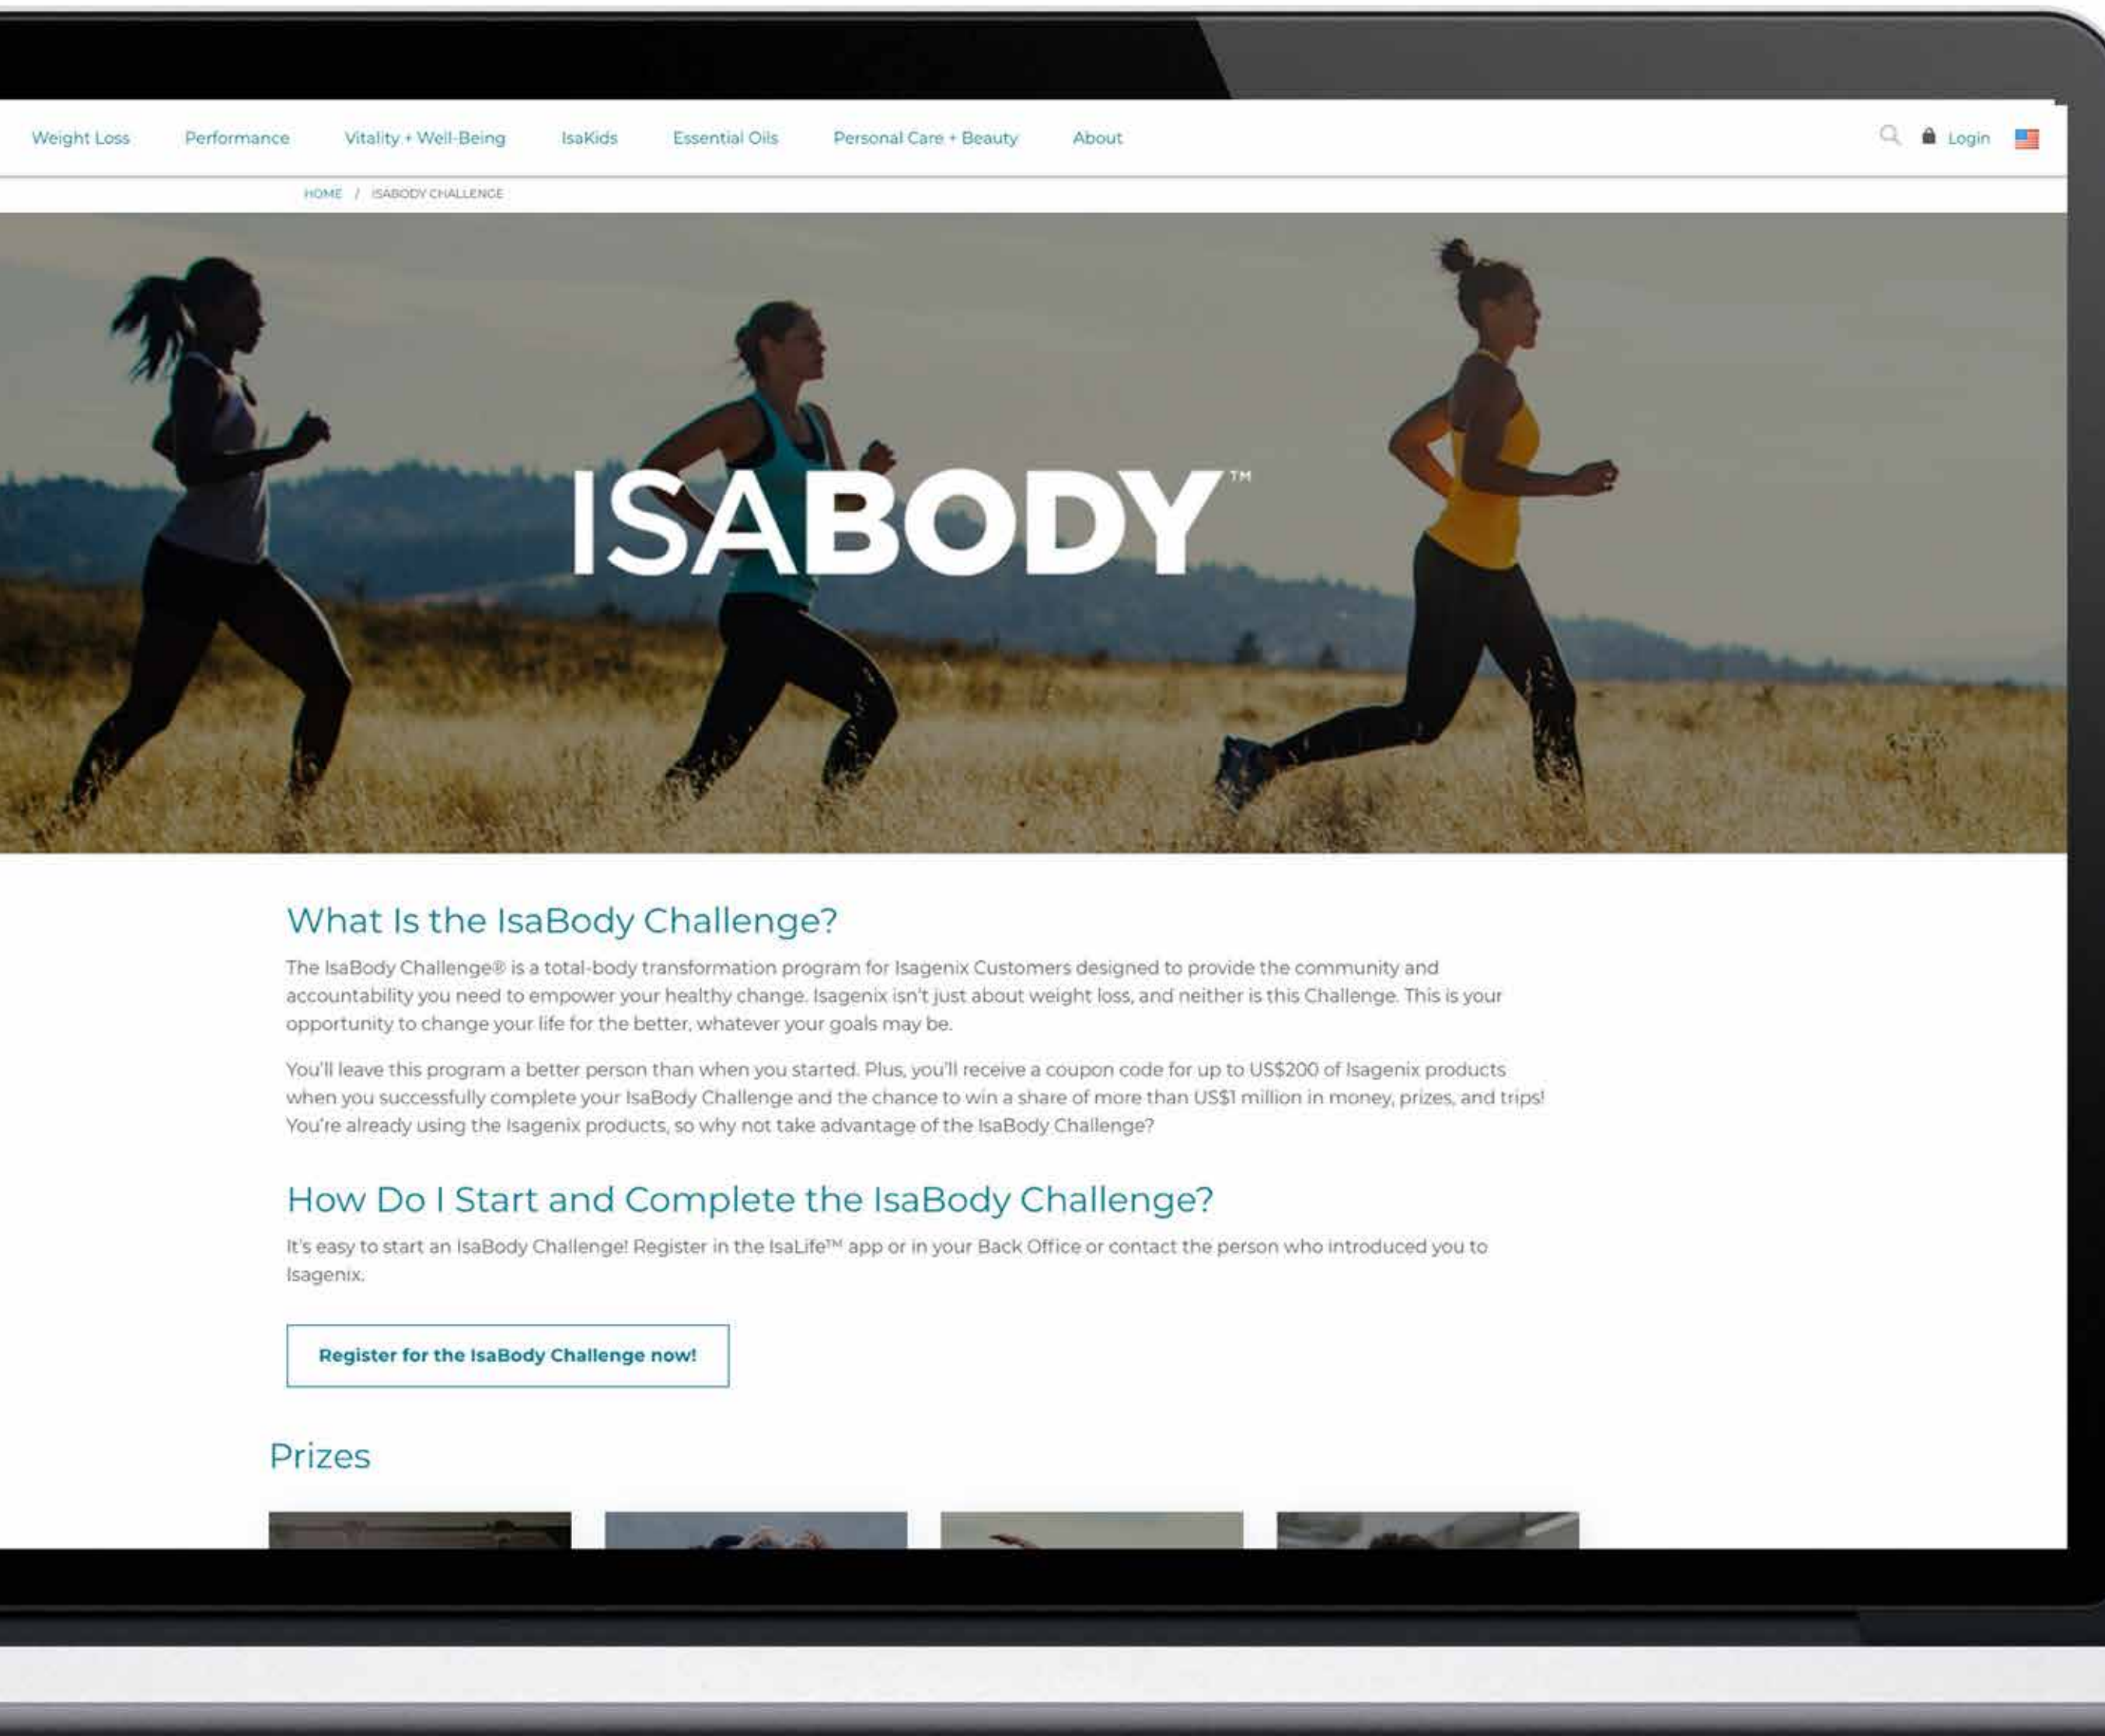 Weight Loss Performance Vitality + Well-Being IsaKids Essential Oils Personal Care + Beauty About Login
HOME / ISABODY CHALLENGE
ISABODY™
What Is the IsaBody Challenge?
The IsaBody Challenge® is a total-body transformation program for Isagenix Customers designed to provide the community and
accountability you need to empower your healthy change. Isagenix isn't just about weight loss, and neither is this Challenge. This is your
opportunity to change your life for the better, whatever your goals may be.
You'll leave this program a better person than when you started. Plus, you'll receive a coupon code for up to US$200 of Isagenix products
when you successfully complete your IsaBody Challenge and the chance to win a share of more than US$1 million in money, prizes, and trips!
You're already using the Isagenix products, so why not take advantage of the IsaBody Challenge?
How Do I Start and Complete the IsaBody Challenge?
It's easy to start an IsaBody Challenge! Register in the IsaLife™ app or in your Back Office or contact the person who introduced you to
Isagenix.
Register for the IsaBody Challenge now!
Prizes